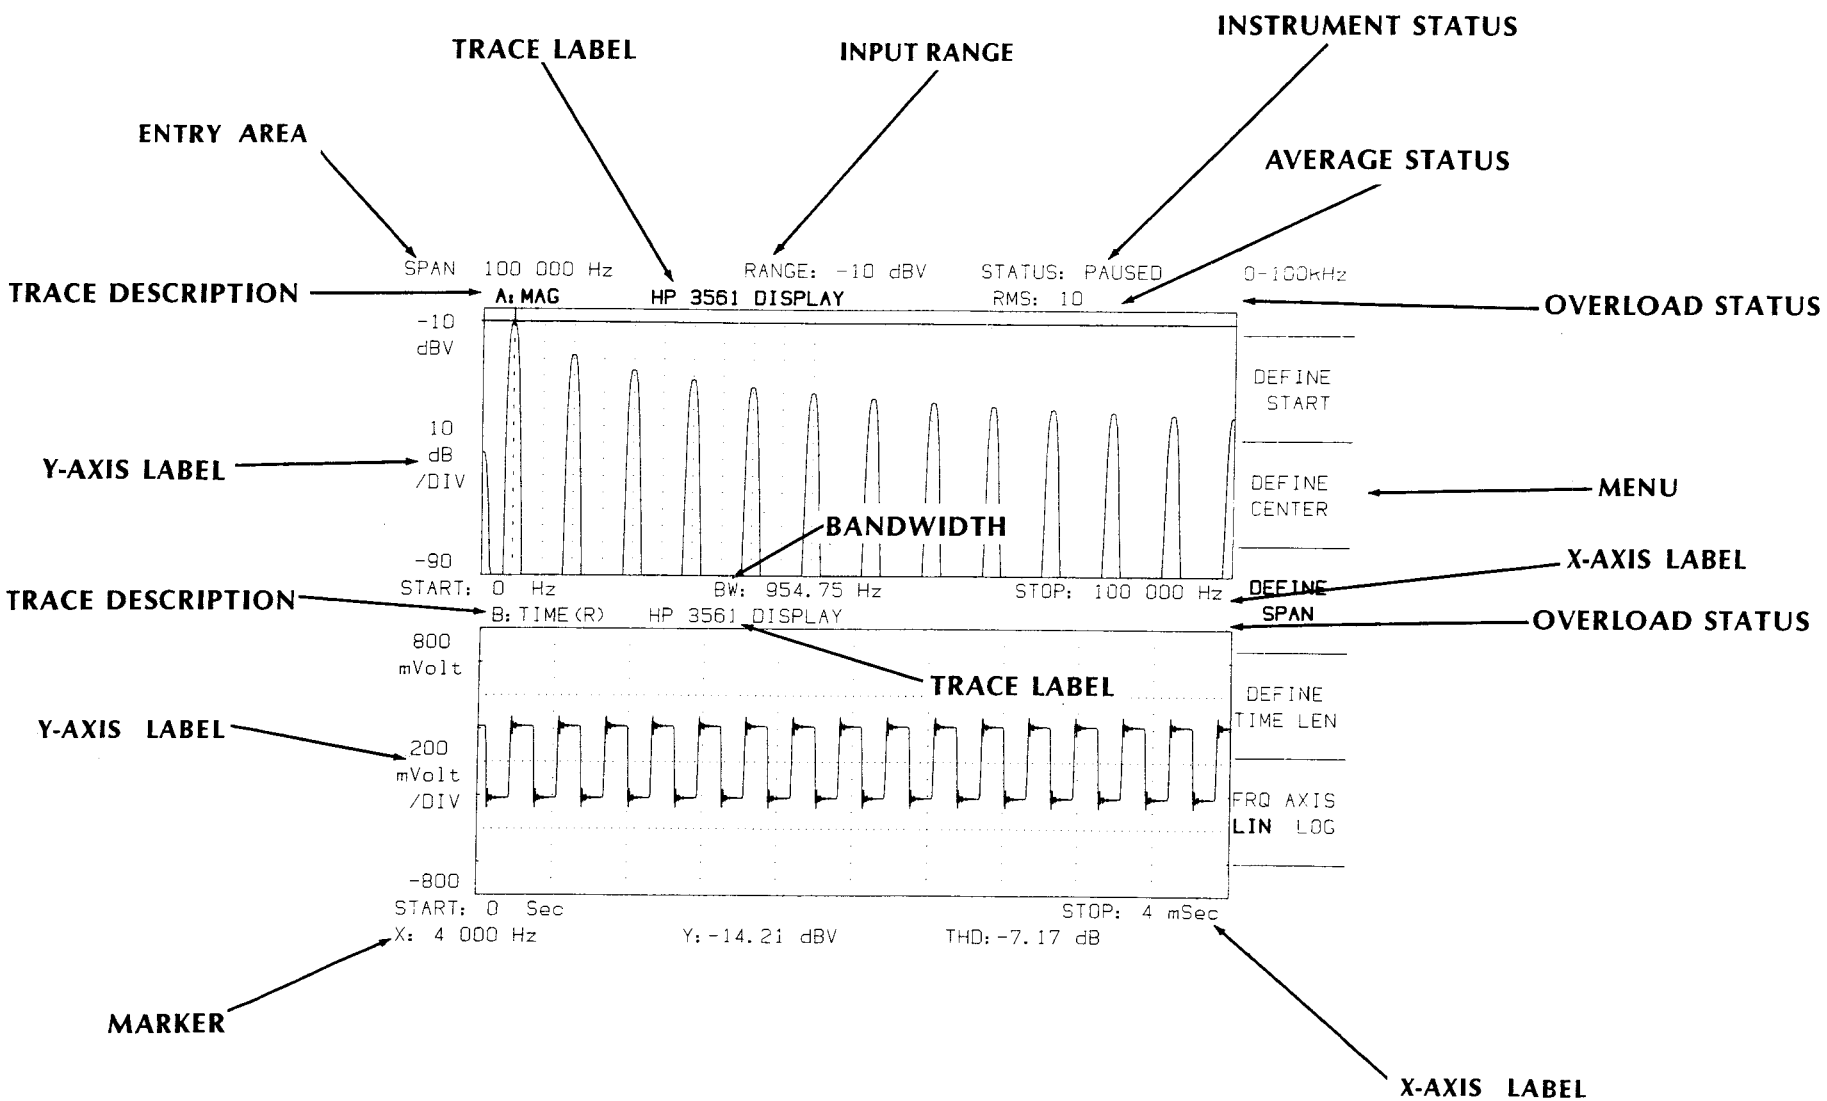 INSTRUMENT STATUS
TRACE LABEL
INPUT RANGE
ENTRY AREA
AVERAGE STATUS
SPAN 100 000 Hz
RANGE: -10 dBV
STATUS: PAUSED
0-100kHz
TRACE DESCRIPTION
A: MAG
HP 3561 DISPLAY
RMS: 10
OVERLOAD STATUS
-10
dBV
DEFINE
START
10
dB
/DIV
Y-AXIS LABEL
DEFINE
CENTER
MENU
BANDWIDTH
-90
X-AXIS LABEL
START: 0 Hz
BW: 954.75 Hz
STOP: 100 000 Hz
DEFINE
SPAN
TRACE DESCRIPTION
B: TIME(R)
HP 3561 DISPLAY
OVERLOAD STATUS
800
mVolt
TRACE LABEL
DEFINE
TIME LEN
Y-AXIS LABEL
200
mVolt
/DIV
FRQ AXIS
LIN LOG
-800
START: 0 Sec
STOP: 4 mSec
X: 4 000 Hz
Y:-14.21 dBV
THD:-7.17 dB
MARKER
X-AXIS LABEL